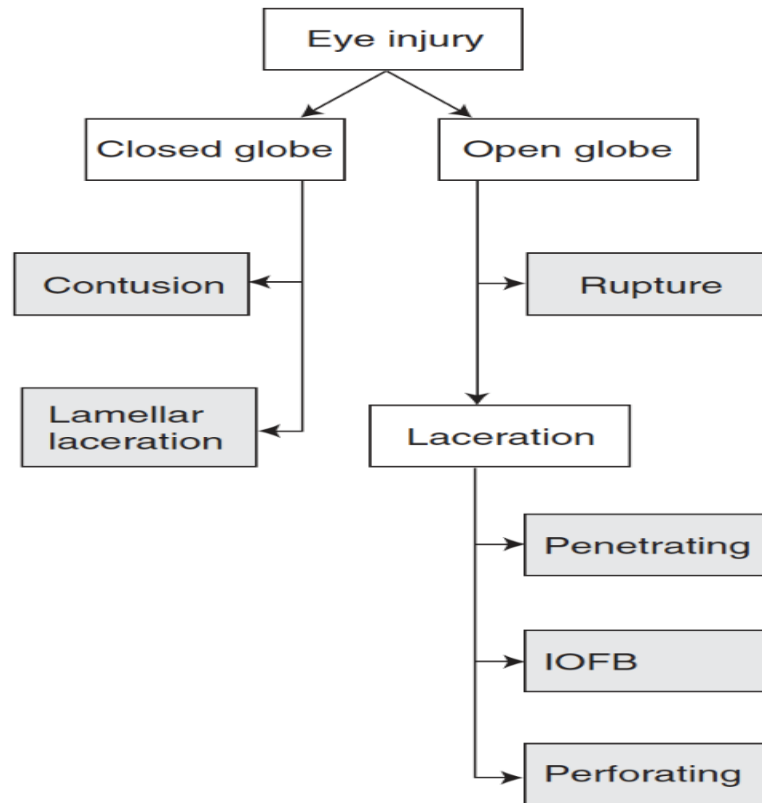 Eye injury
Closed globe
Open globe
Contusion
Rupture
Lamellar
laceration
Laceration
Penetrating
IOFB
Perforating